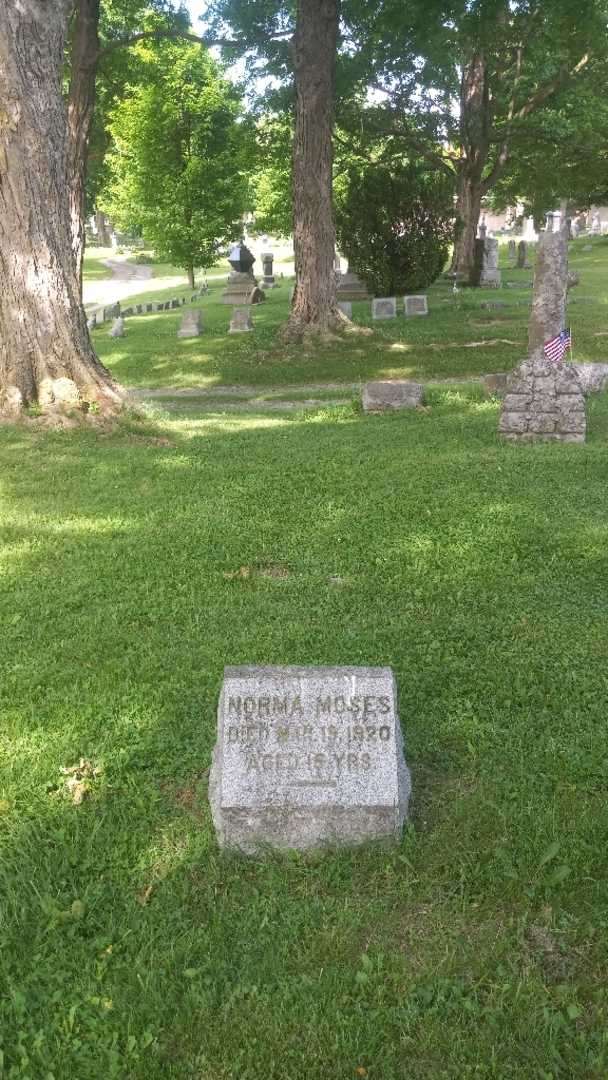 NORMA MOSES
DIED MAR. 19, 1920
AGED 15 YRS.